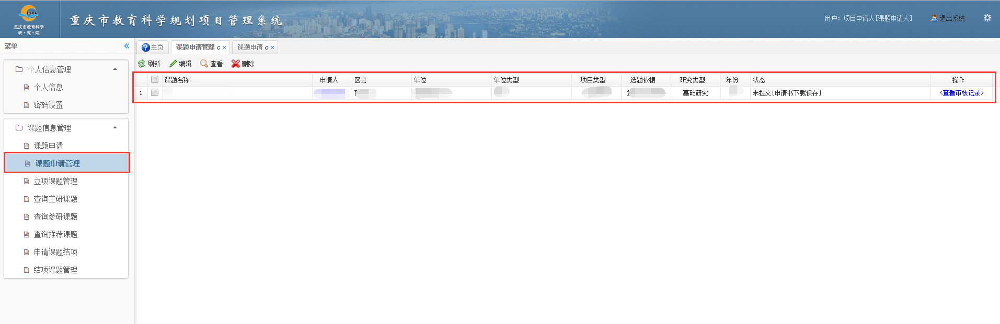 ESRA
重庆市教育科学
研·究·院
重庆市教育科学规划项目管理系统
用户：项目申请人[课题申请人]
退出系统
菜单
个人信息管理
个人信息
密码设置
课题信息管理
课题申请
课题申请管理
立项课题管理
查询主研课题
查询参研课题
查询推荐课题
申请课题结项
结项课题管理
主页 课题申请管理 课题申请
刷新 编辑 查看 删除
课题名称 申请人 区县 单位 单位类型 项目类型 选题依据 研究类型 年份 状态 操作
1 基础研究 未提交[申请书下载保存] <查看审核记录>